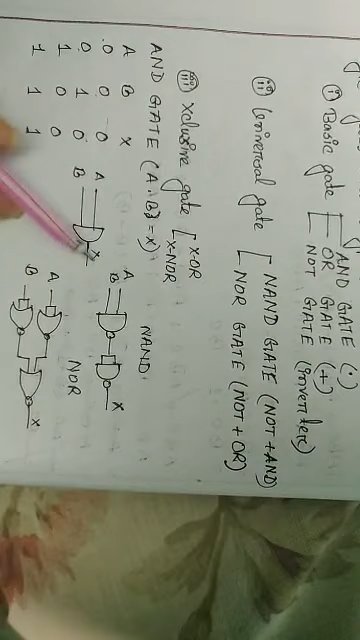 (i) Basic gate [ AND GATE (·)
OR GATE (+)
NOT GATE (inverter)
(ii) Universal gate [ NAND GATE (NOT + AND)
NOR GATE (NOT + OR)
(iii) Xclusive gate [ X-OR
X-NOR
AND GATE (A.B) = X)
A B X
0 0 0
0 1 0
1 0 0
1 1 1
A
B
X
A
B
X
NAND
A
B
X
NOR